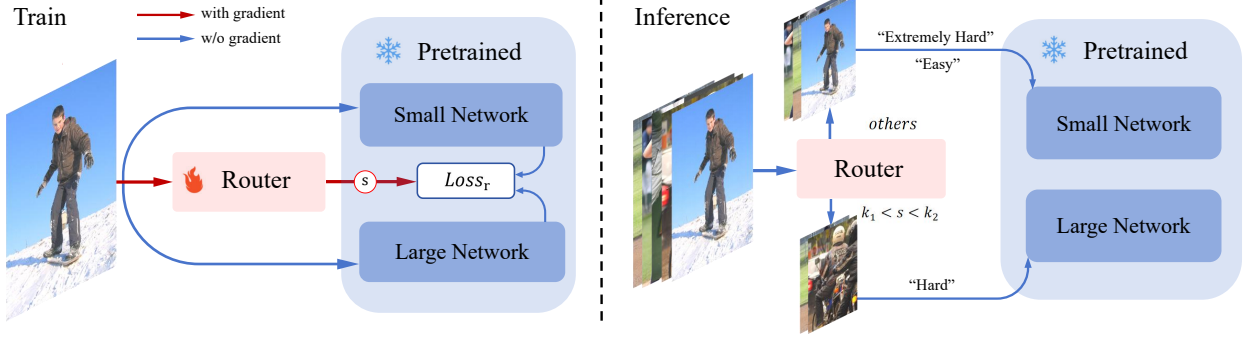 Train
with gradient
w/o gradient
Pretrained
Small Network
Router
s
Loss_r
Large Network
Inference
"Extremely Hard"
"Easy"
Pretrained
others
Small Network
Router
k₁ < s < k₂
Large Network
"Hard"